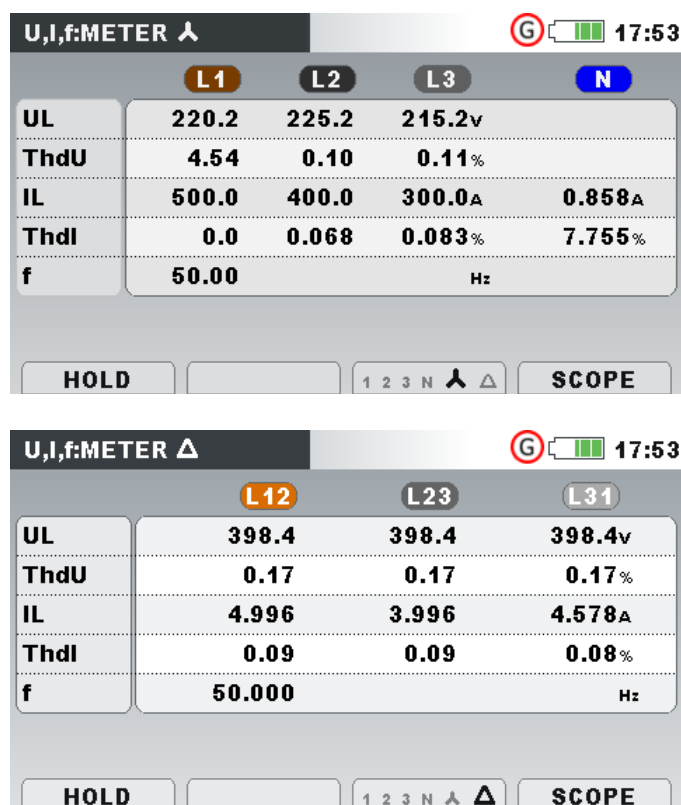 U,I,f:METER G 17:53
L1 L2 L3 N
UL 220.2 225.2 215.2V
ThdU 4.54 0.10 0.11%
IL 500.0 400.0 300.0A 0.858A
ThdI 0.0 0.068 0.083% 7.755%
f 50.00 Hz
HOLD 1 2 3 N SCOPE
U,I,f:METER Δ G 17:53
L12 L23 L31
UL 398.4 398.4 398.4V
ThdU 0.17 0.17 0.17%
IL 4.996 3.996 4.578A
ThdI 0.09 0.09 0.08%
f 50.000 Hz
HOLD 1 2 3 N Δ SCOPE